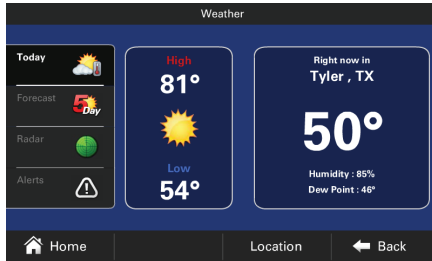 Weather
Today
Forecast
5
Day
Radar
Alerts
High
81°
Low
54°
Right now in
Tyler , TX
50°
Humidity : 85%
Dew Point : 46°
Home
Location
Back